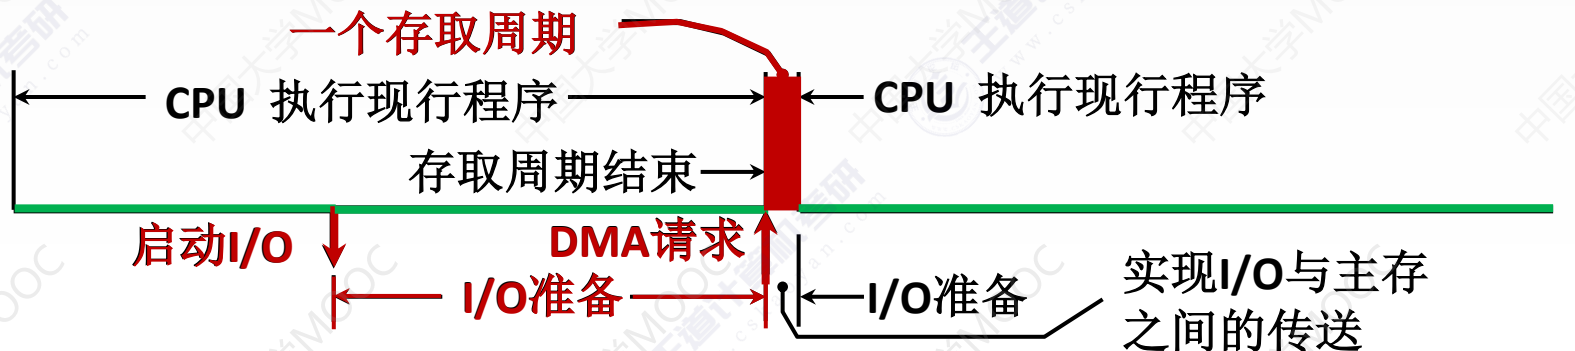 一个存取周期
CPU 执行现行程序
CPU 执行现行程序
存取周期结束
启动I/O
DMA请求
I/O准备
I/O准备
实现I/O与主存
之间的传送